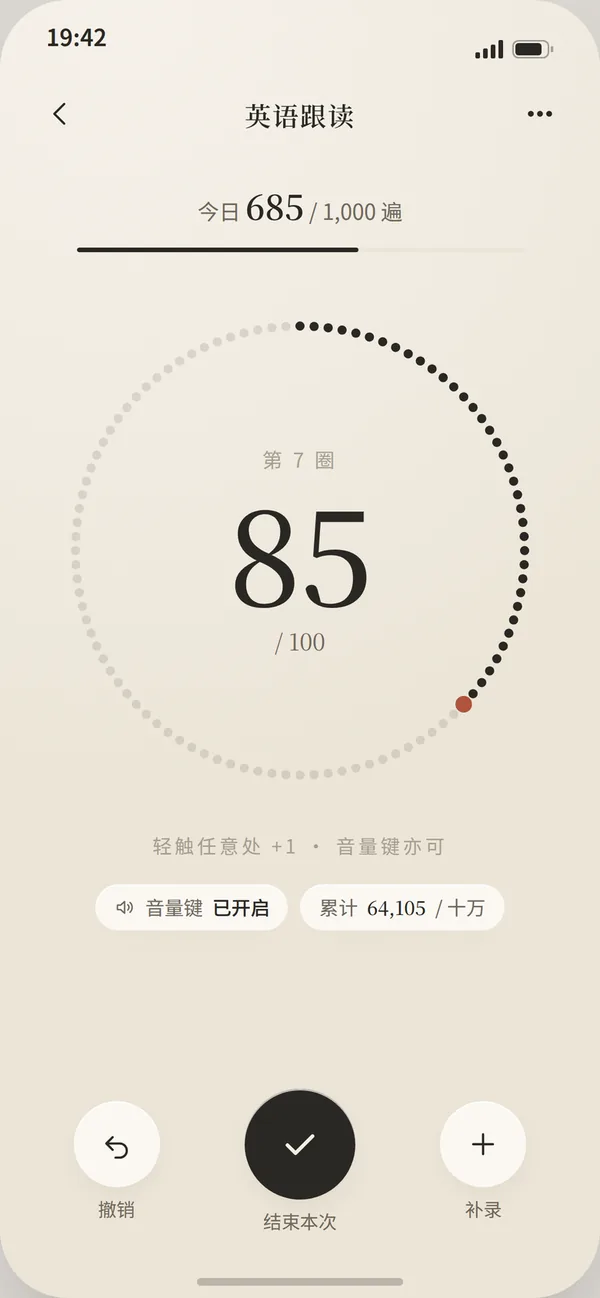 19:42
英语跟读
今日 685 / 1,000 遍
第 7 圈
85
/ 100
轻触任意处 +1 · 音量键亦可
音量键 已开启
累计 64,105 / 十万
撤销
结束本次
补录